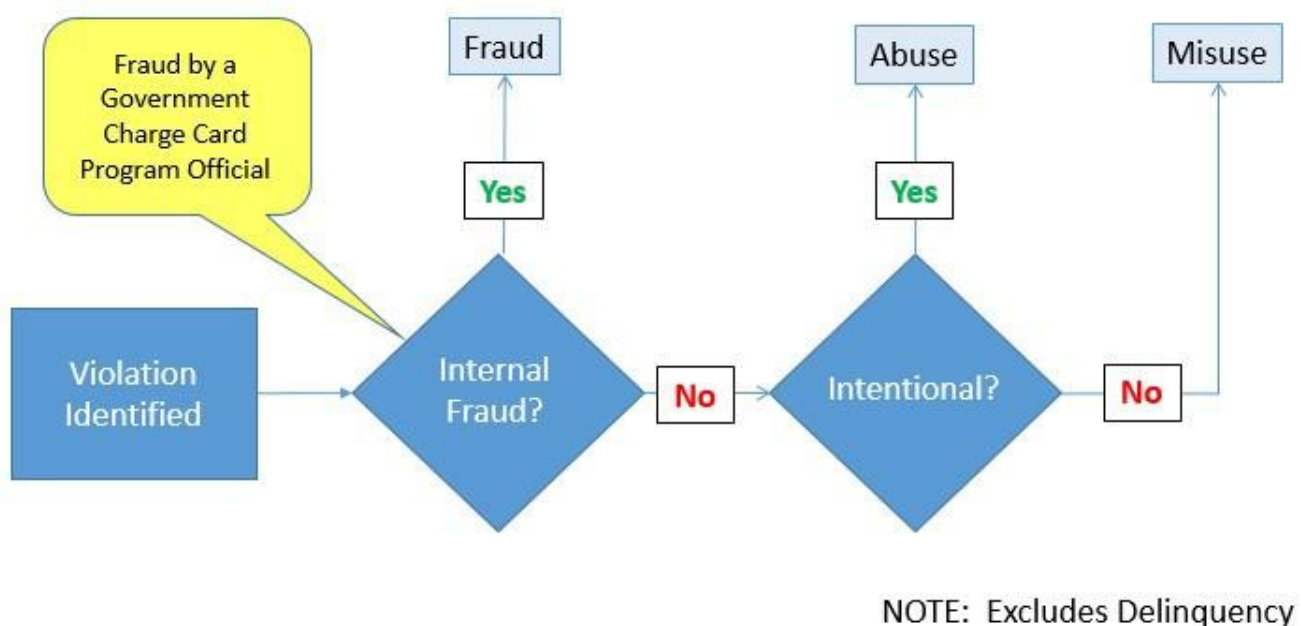 Fraud by a
Government
Charge Card
Program Official
Fraud
Abuse
Misuse
Yes
Yes
Violation
Identified
Internal
Fraud?
No
Intentional?
No
NOTE: Excludes Delinquency